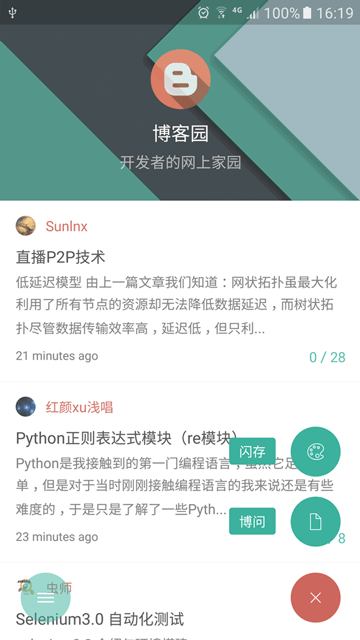 4G 100% 16:19
博客园
开发者的网上家园
SunInx
直播P2P技术
低延迟模型 由上一篇文章我们知道：网状拓扑虽最大化
利用了所有节点的资源却无法降低数据延迟，而树状拓
扑尽管数据传输效率高，延迟低，但只利...
21 minutes ago 0 / 28
红颜xu浅唱
Python正则表达式模块（re模块）
Python是我接触到的第一门编程语言，虽然它足
闪存
单，但是对于当时刚刚接触编程语言的我来说还是有些
难度的，于是只是了解了一些Pyth...
博问
23 minutes ago / 8
虫师
Selenium3.0 自动化测试